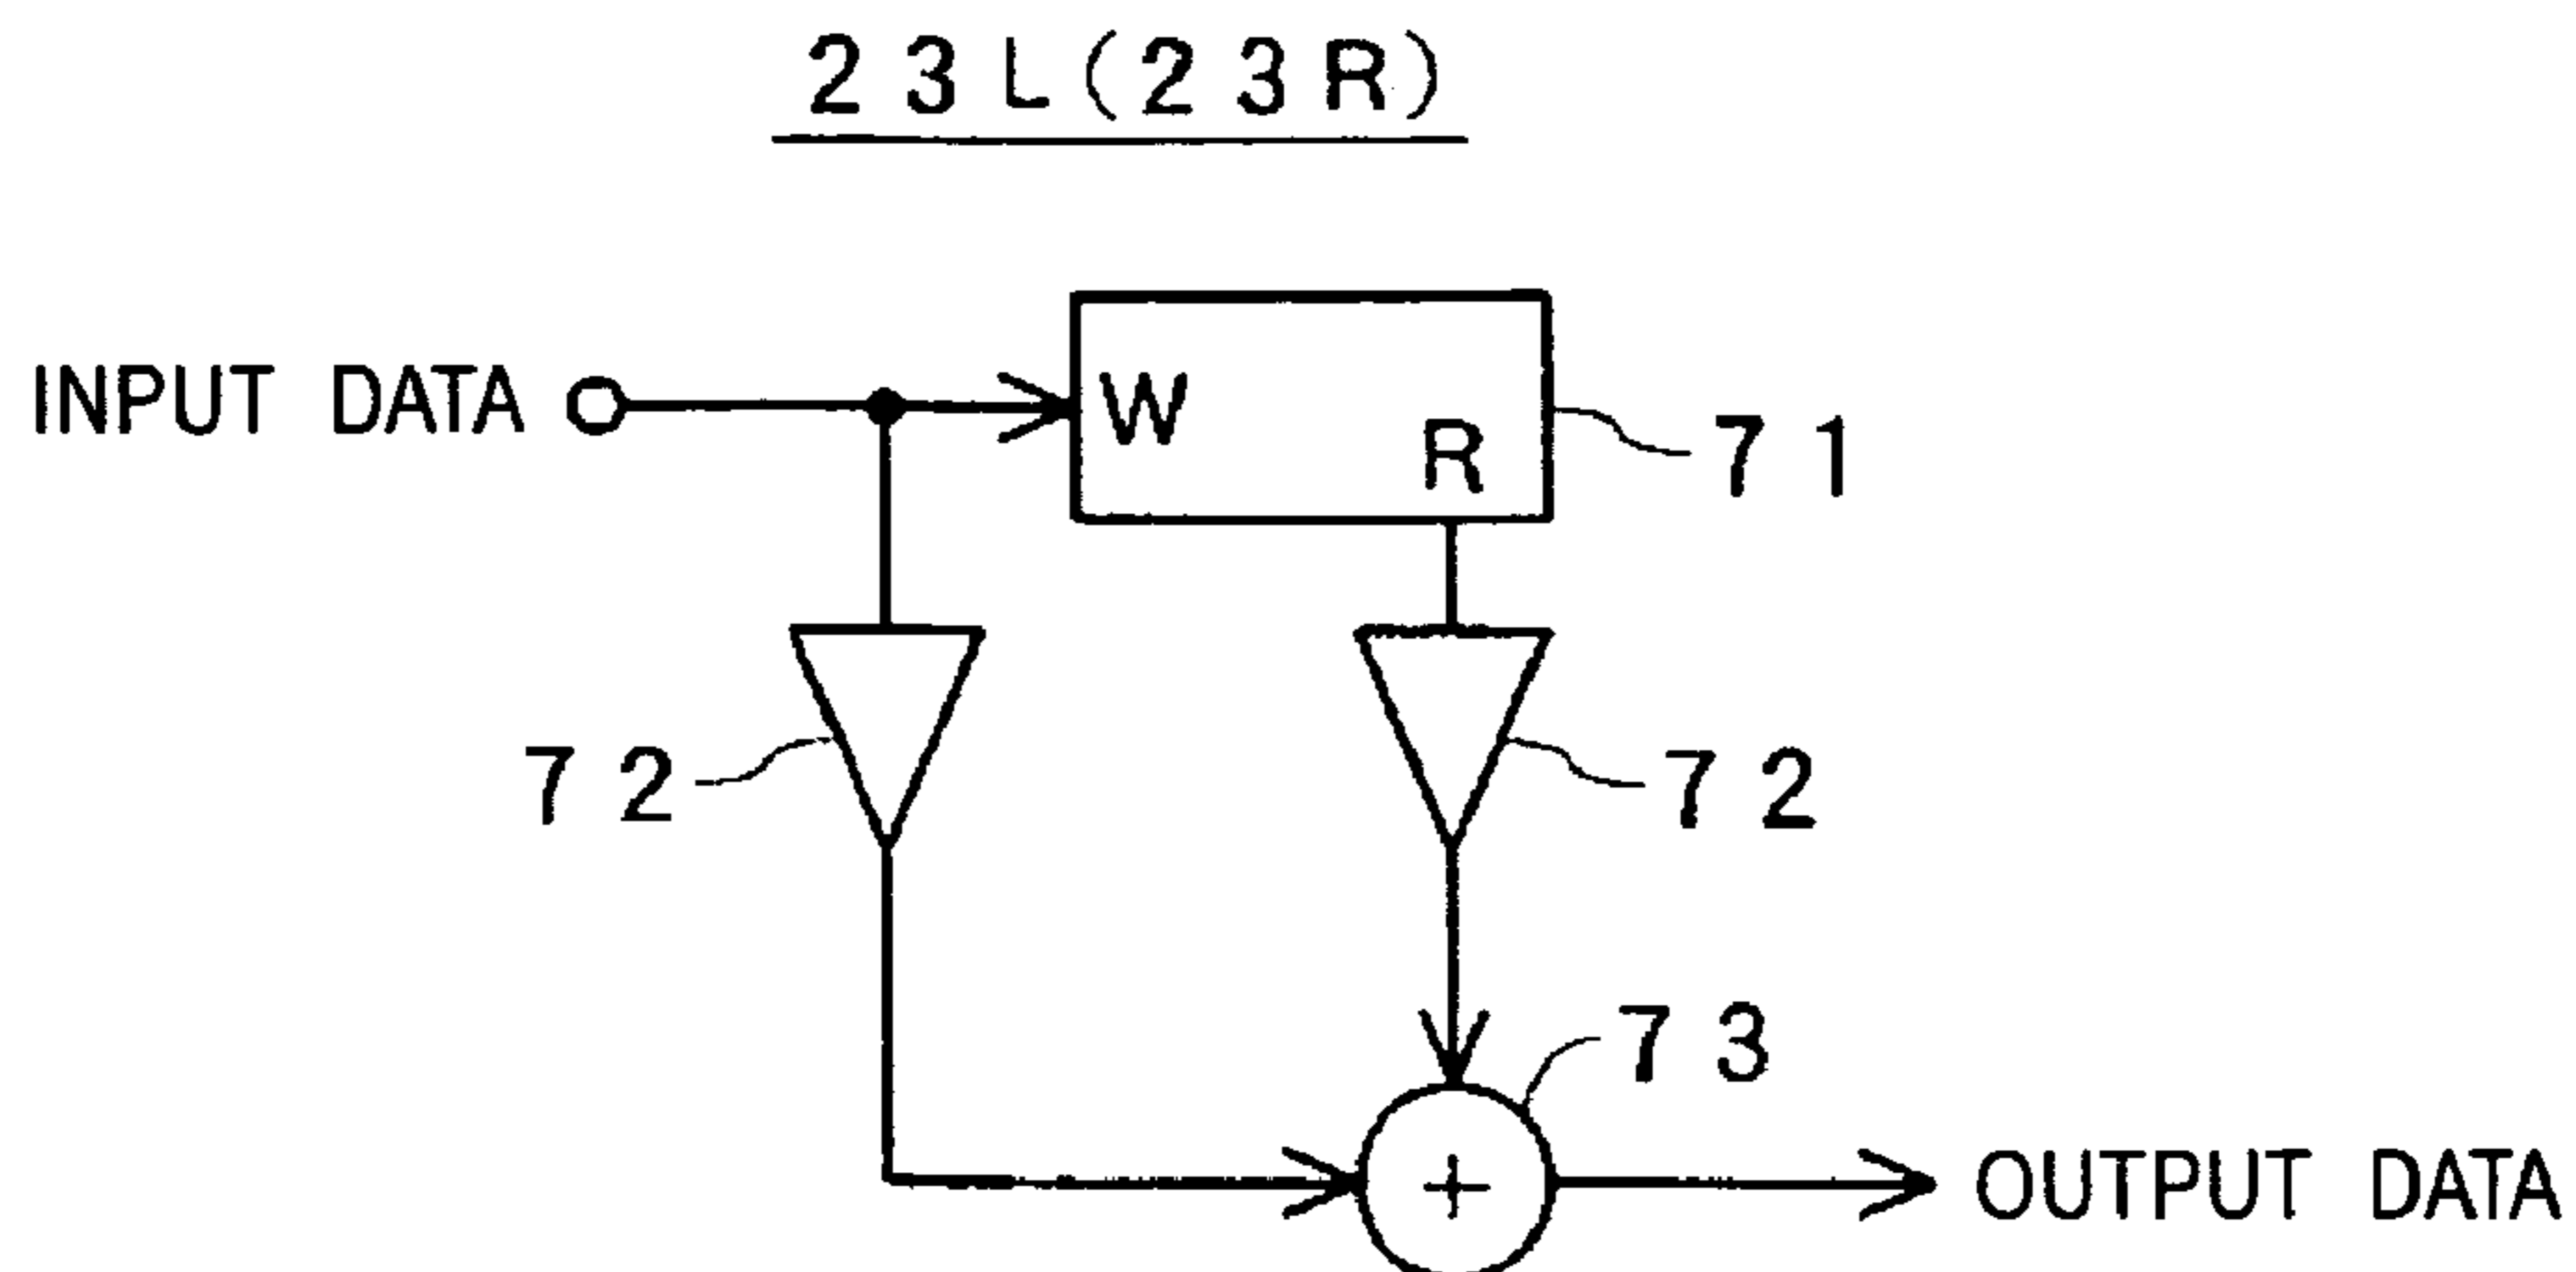 23L(23R)
INPUT DATA
W
R
71
72
72
73
+
OUTPUT DATA